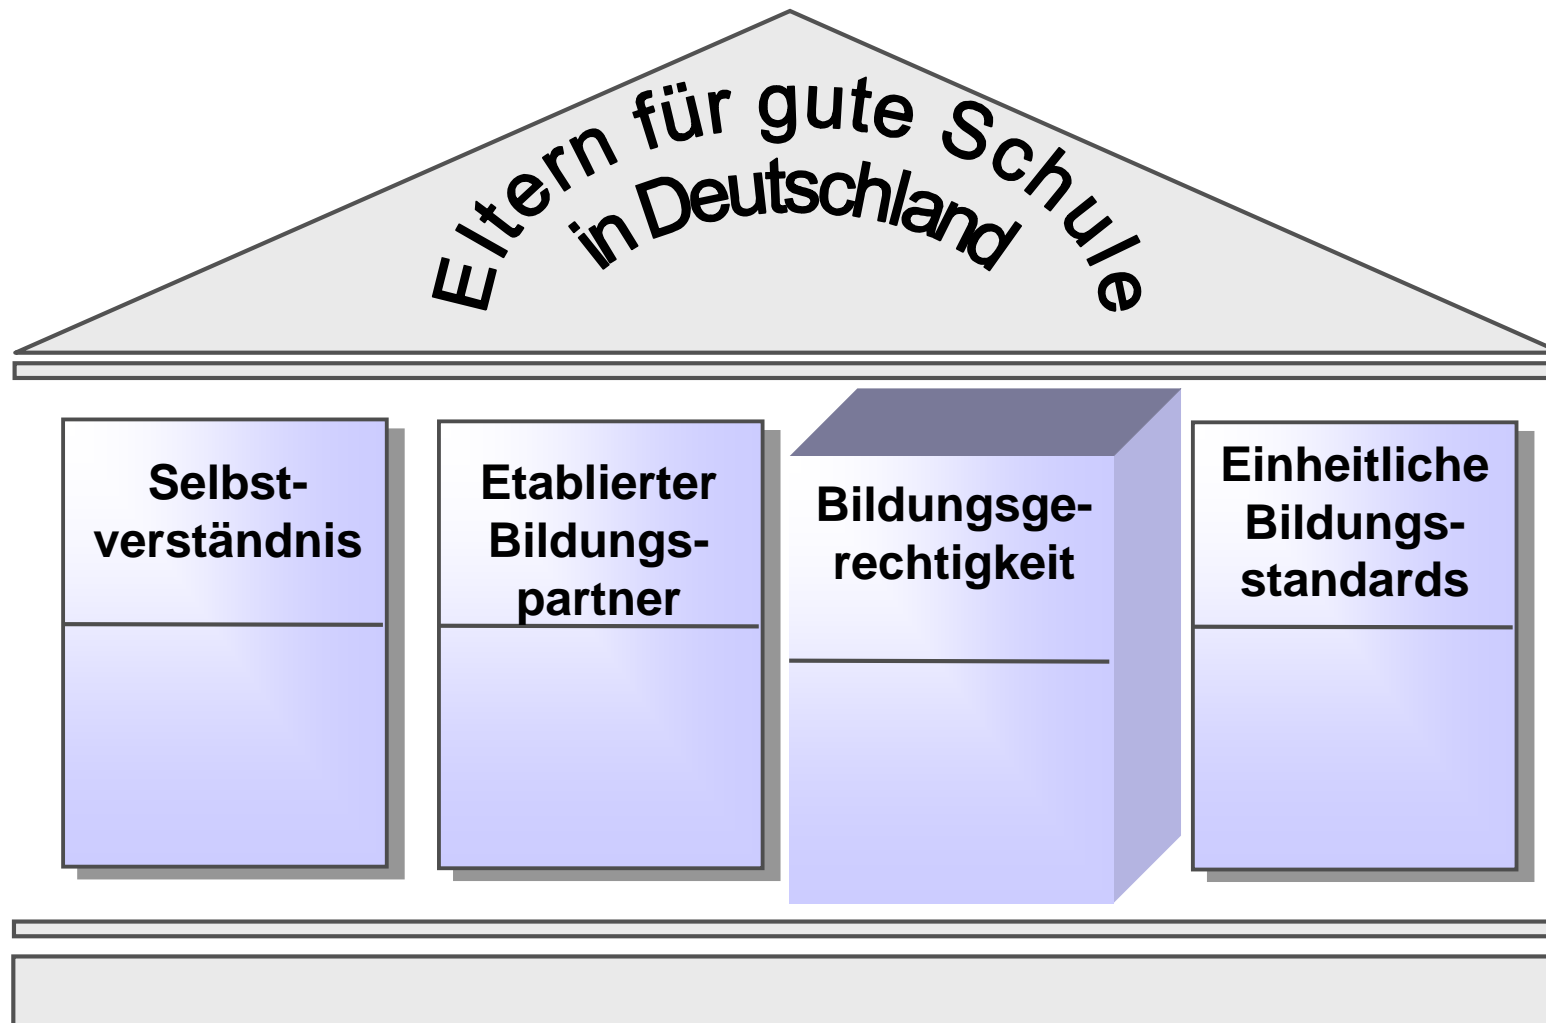 Eltern für gute Schule
in Deutschland
Selbst-
verständnis
Etablierter
Bildungs-
partner
Bildungsge-
rechtigkeit
Einheitliche
Bildungs-
standards